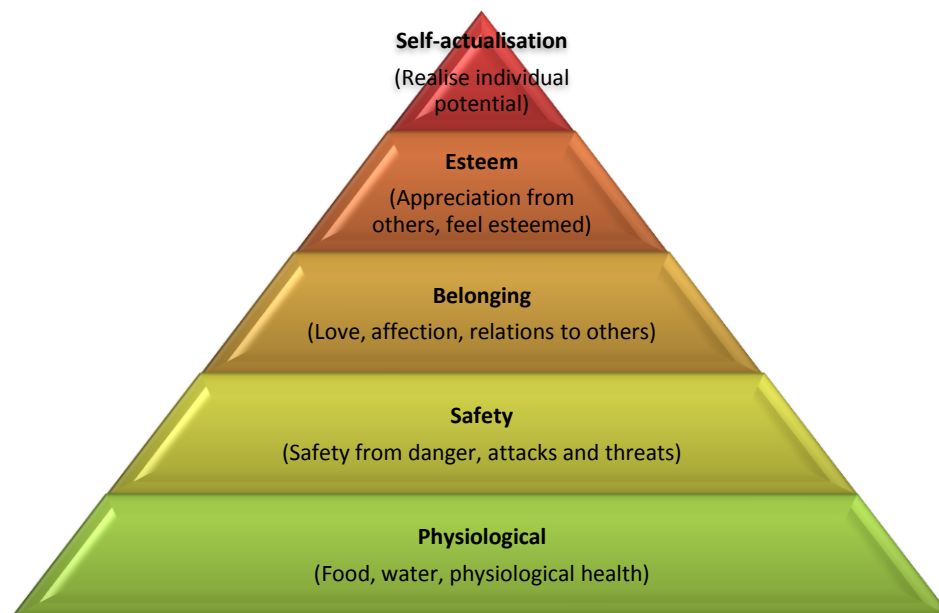 Self-actualisation
(Realise individual
potential)
Esteem
(Appreciation from
others, feel esteemed)
Belonging
(Love, affection, relations to others)
Safety
(Safety from danger, attacks and threats)
Physiological
(Food, water, physiological health)